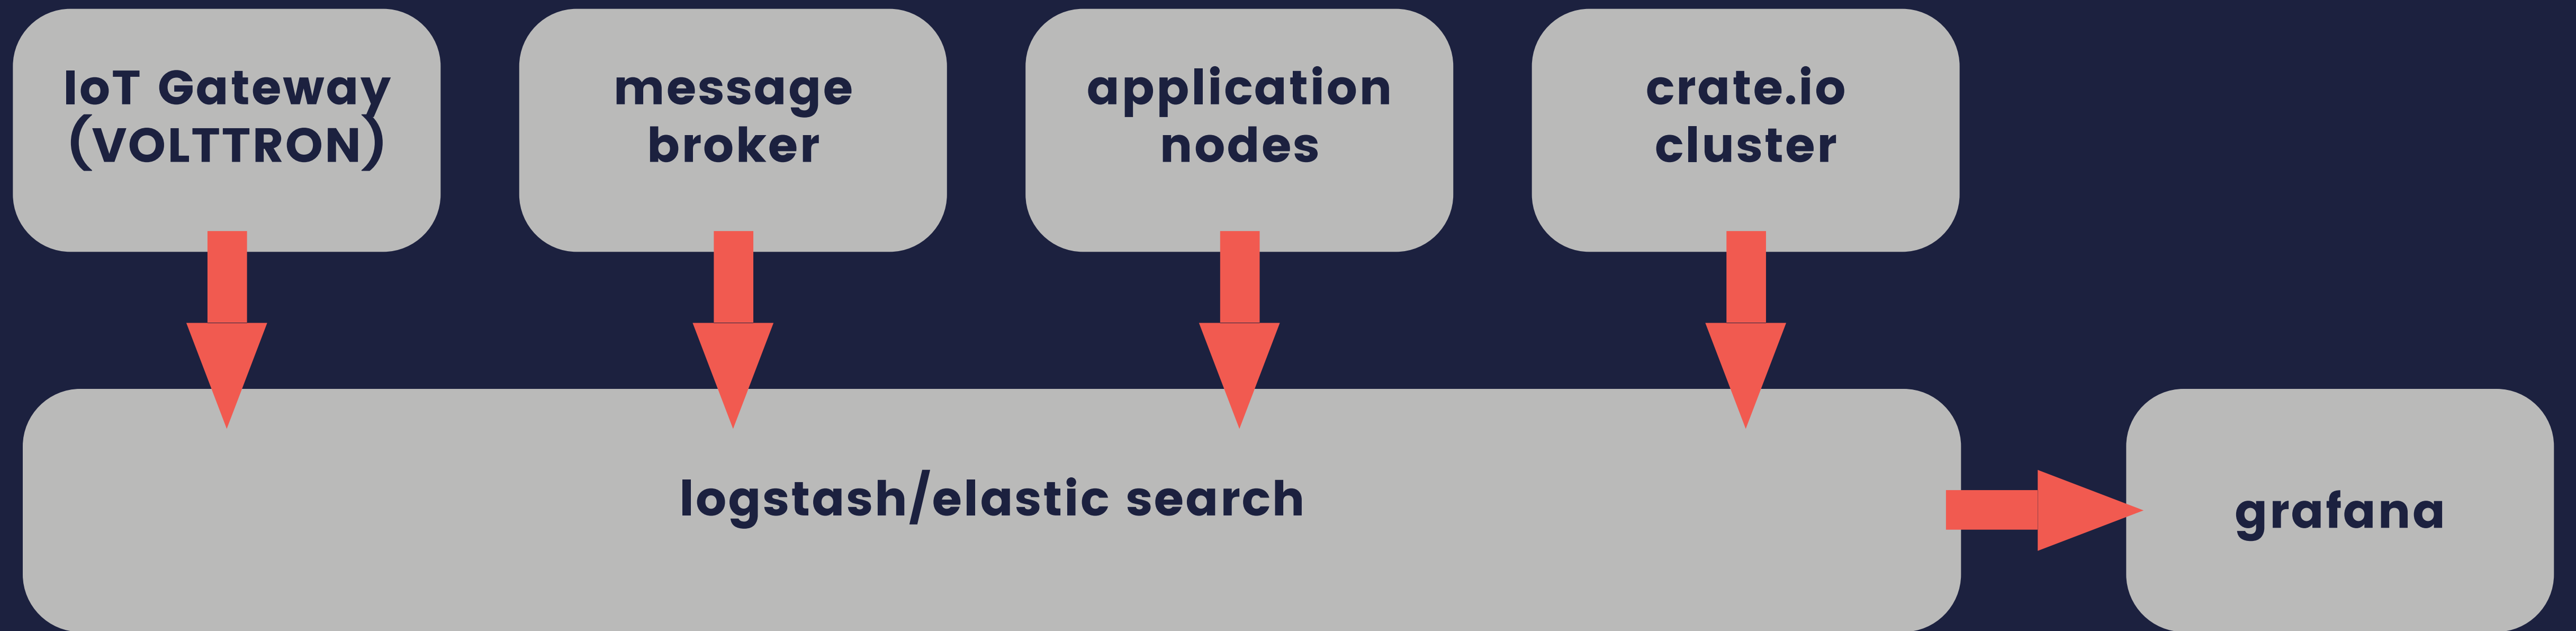 IoT Gateway
(VOLTTRON)
message
broker
application
nodes
crate.io
cluster
logstash/elastic search
grafana